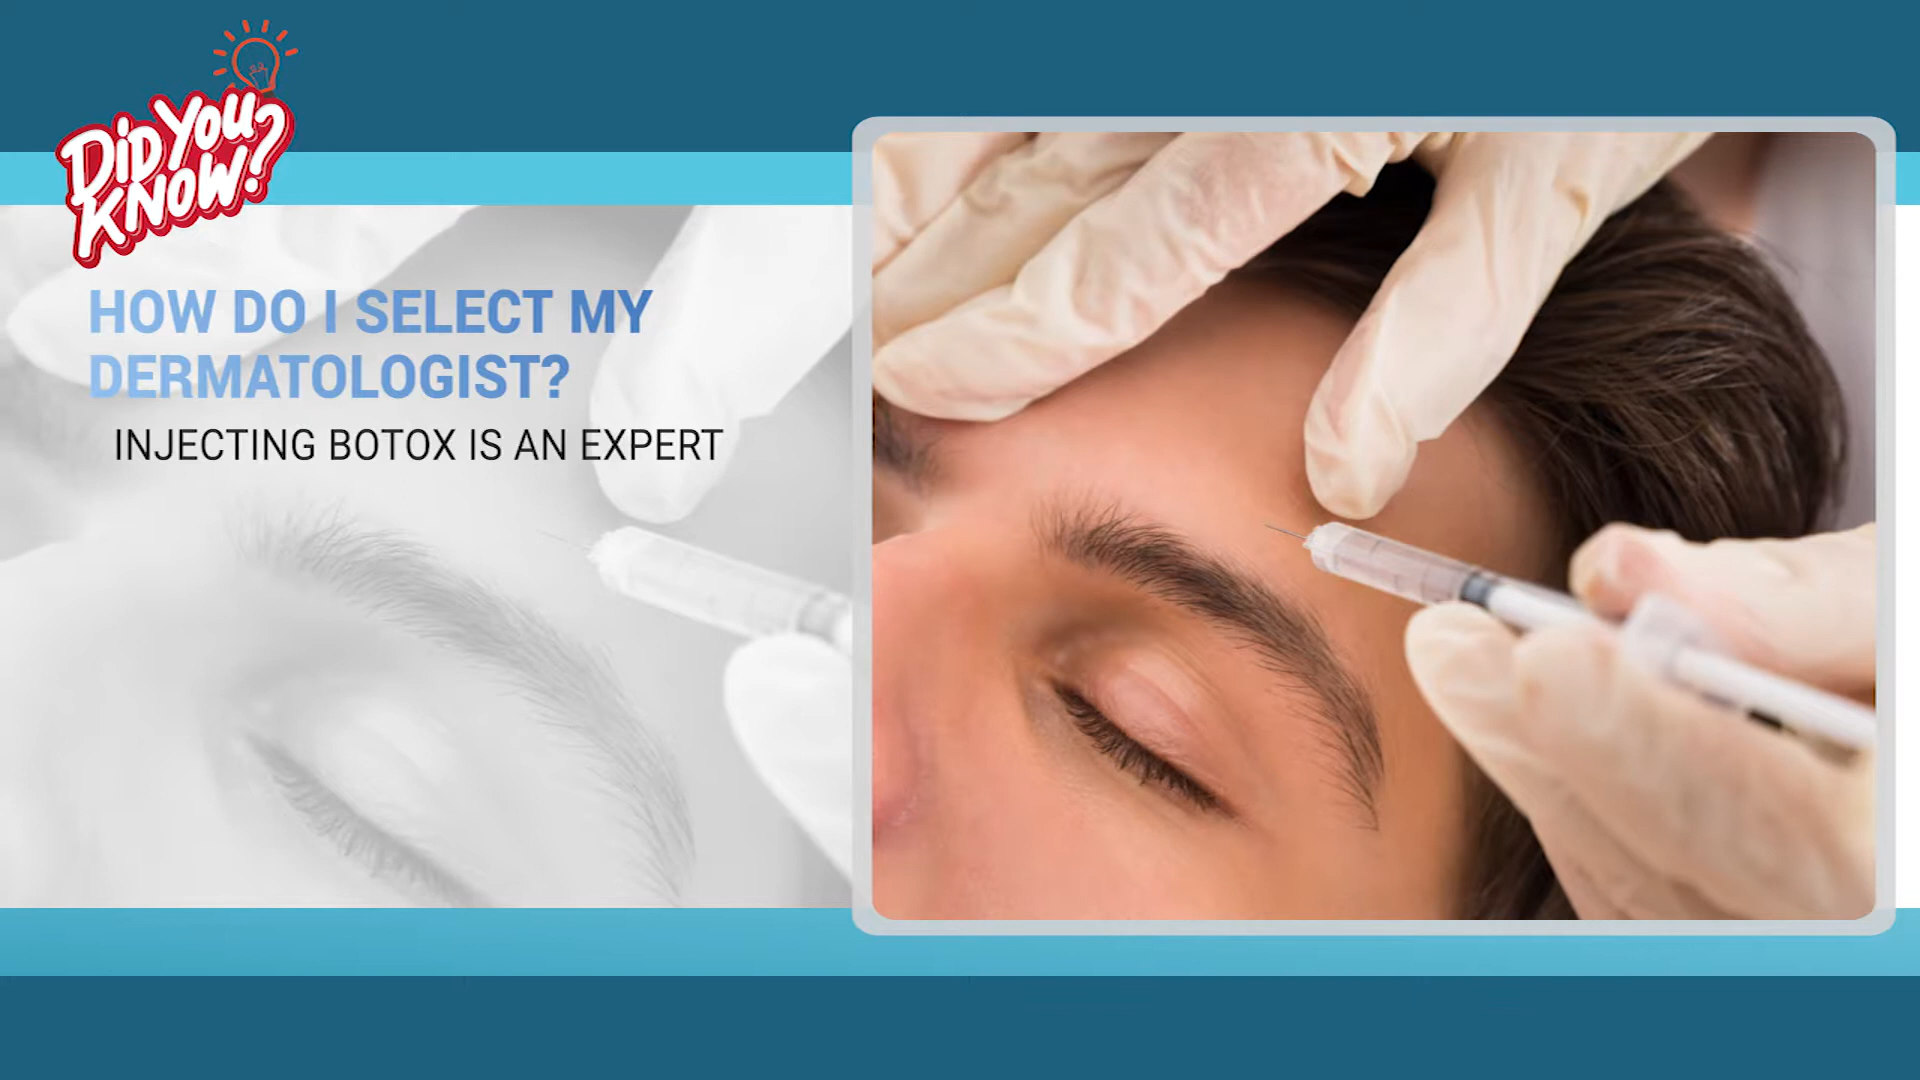 DiD YOU
KNOW?
HOW DO I SELECT MY
DERMATOLOGIST?
INJECTING BOTOX IS AN EXPERT